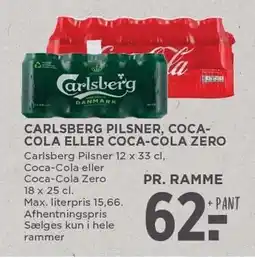 Carlsberg
DANMARK
CARLSBERG PILSNER, COCA-
COLA ELLER COCA-COLA ZERO
Carlsberg Pilsner 12 x 33 cl,
Coca-Cola eller
Coca-Cola Zero
18 x 25 cl.
Max. literpris 15,66.
Afhentningspris
Sælges kun i hele
rammer
PR. RAMME
62.-
+ PANT